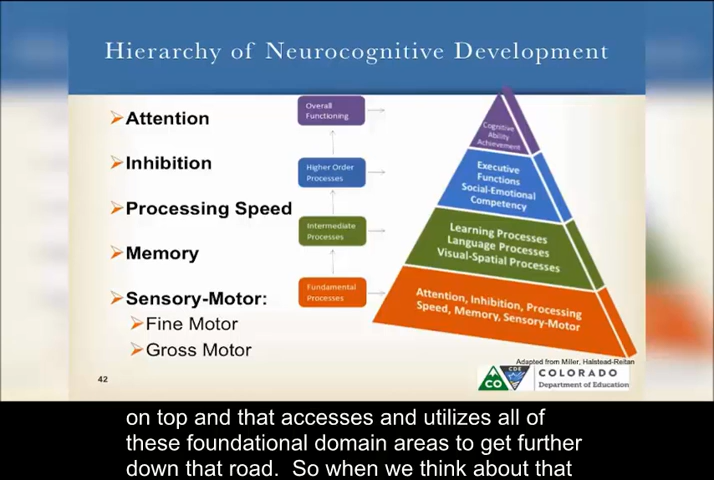 Hierarchy of Neurocognitive Development
Attention
Inhibition
Processing Speed
Memory
Sensory-Motor:
Fine Motor
Gross Motor
Overall
Functioning
Higher Order
Processes
Intermediate
Processes
Fundamental
Processes
Cognitive
Ability
Achievement
Executive
Functions
Social-Emotional
Competency
Learning Processes
Language Processes
Visual-Spatial Processes
Attention, Inhibition, Processing
Speed, Memory, Sensory-Motor
Adapted from Miller, Halstead-Reitan
42
CO
CDE
COLORADO
Department of Education
on top and that accesses and utilizes all of
these foundational domain areas to get further
down that road.  So when we think about that